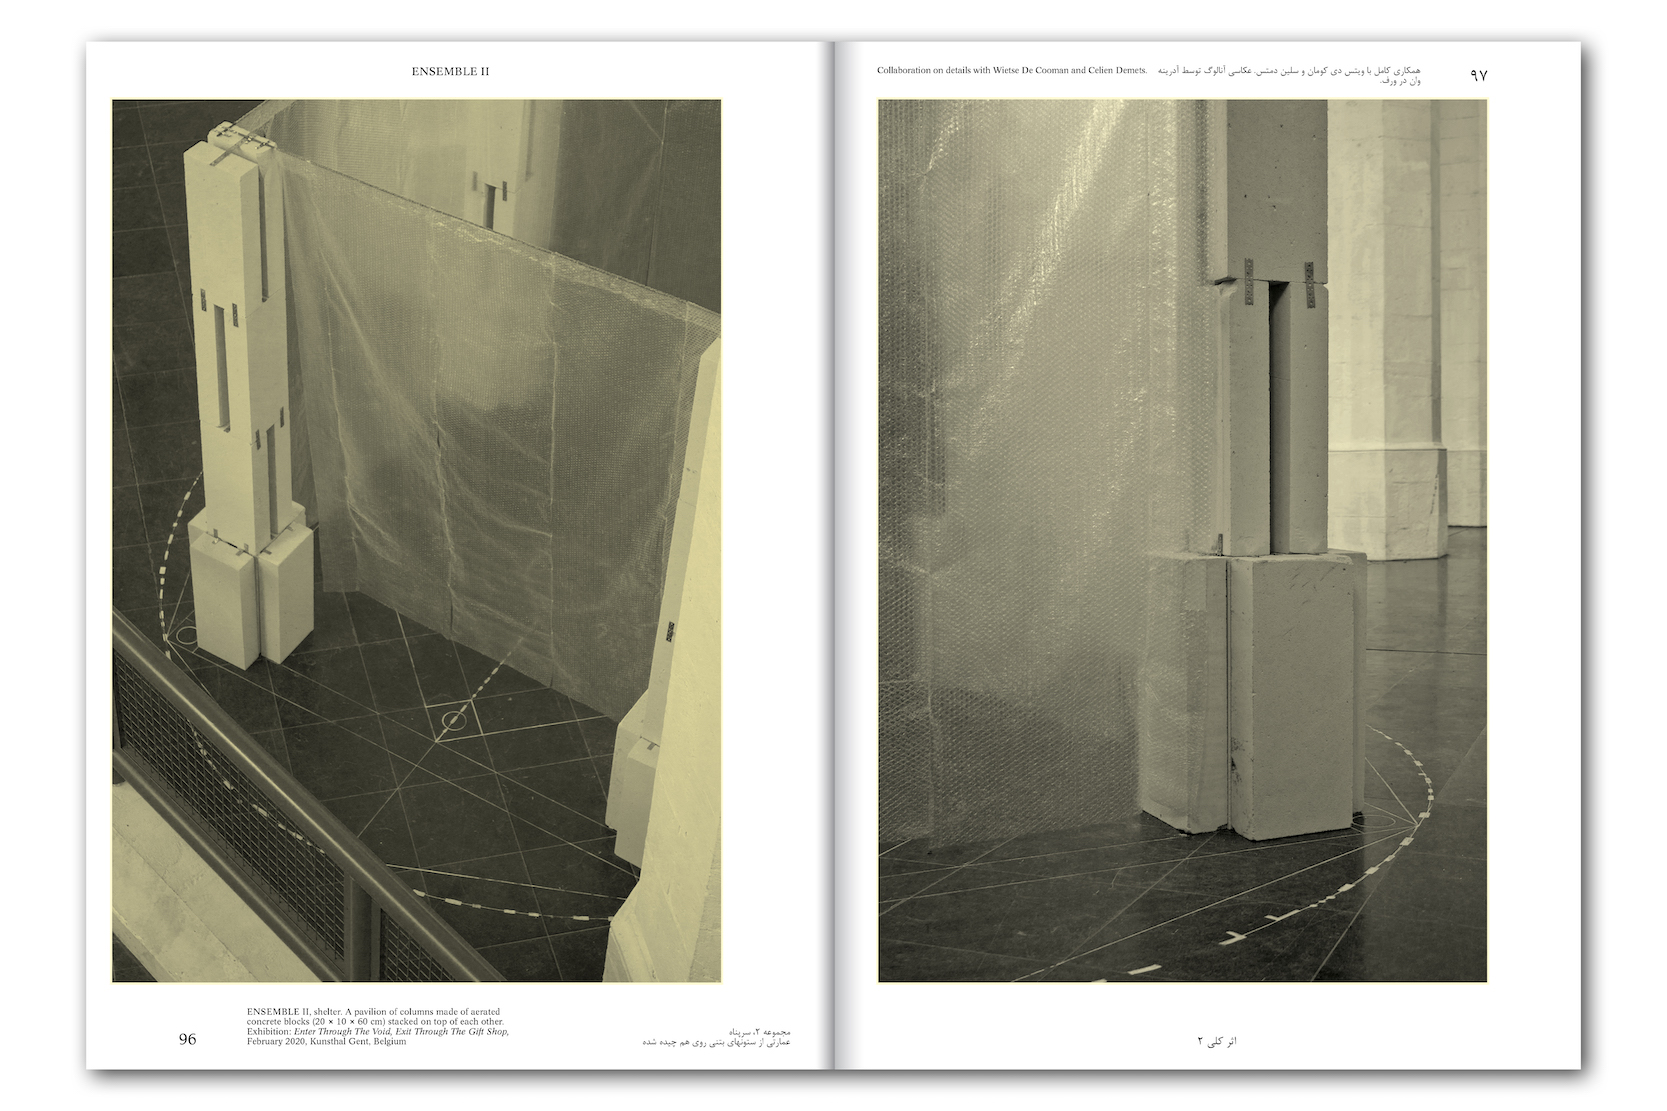 ENSEMBLE II
96
ENSEMBLE II, shelter. A pavilion of columns made of aerated
concrete blocks (20 × 10 × 60 cm) stacked on top of each other.
Exhibition: Enter Through The Void, Exit Through The Gift Shop,
February 2020, Kunsthal Gent, Belgium
مجموعه ۲، سرپناه
عمارتی از ستونهای بتنی روی هم چیده شده
Collaboration on details with Wietse De Cooman and Celien Demets.
همکاری کامل با ویتس دی کومان و سلین دمتس. عکاسی آنالوگ توسط آدرینه
وان در ورف.
۹۷
اثر کلی ۲